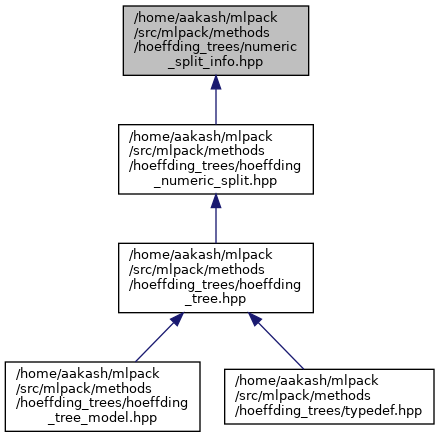 /home/aakash/mlpack
/src/mlpack/methods
/hoeffding_trees/numeric
_split_info.hpp
/home/aakash/mlpack
/src/mlpack/methods
/hoeffding_trees/hoeffding
_numeric_split.hpp
/home/aakash/mlpack
/src/mlpack/methods
/hoeffding_trees/hoeffding
_tree.hpp
/home/aakash/mlpack
/src/mlpack/methods
/hoeffding_trees/hoeffding
_tree_model.hpp
/home/aakash/mlpack
/src/mlpack/methods
/hoeffding_trees/typedef.hpp